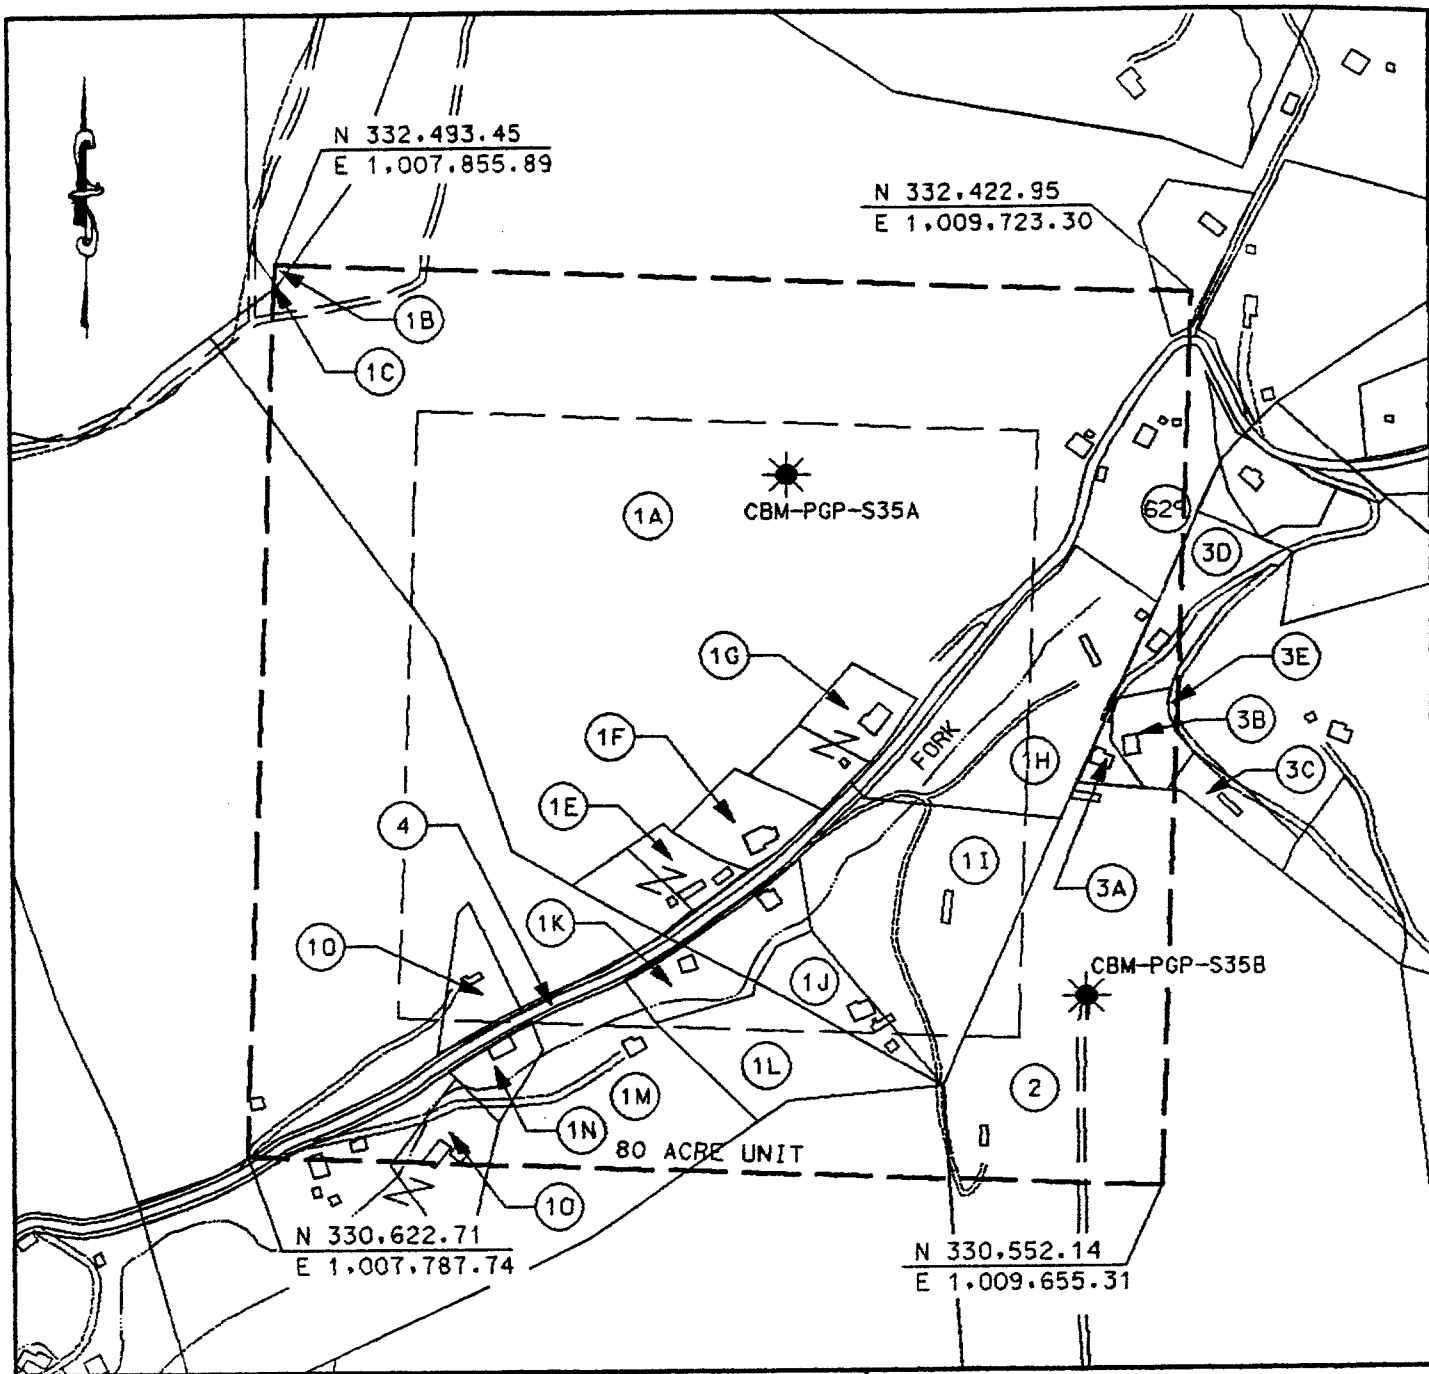 N 332.493.45
E 1,007.855.89
N 332.422.95
E 1,009.723.30
1B
1C
1A
CBM-PGP-S35A
629
3D
1G
3E
3B
1F
FORK
1H
3C
1E
4
1I
3A
1K
10
CBM-PGP-S35B
1J
1L
2
1M
1N
80 ACRE UNIT
10
N 330.622.71
E 1,007.787.74
N 330.552.14
E 1.009.655.31